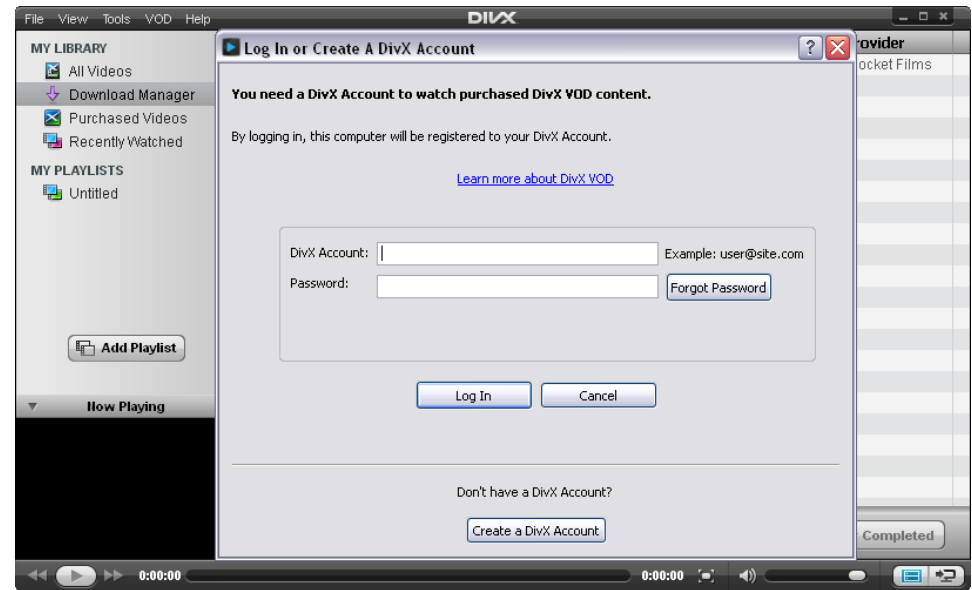 File View Tools VOD Help
DIVX
MY LIBRARY
All Videos
Download Manager
Purchased Videos
Recently Watched
MY PLAYLISTS
Untitled
Add Playlist
Now Playing
Log In or Create A DivX Account
?
You need a DivX Account to watch purchased DivX VOD content.
By logging in, this computer will be registered to your DivX Account.
Learn more about DivX VOD
DivX Account:
Example: user@site.com
Password:
Forgot Password
Log In Cancel
Don't have a DivX Account?
Create a DivX Account
rovider
ocket Films
Completed
0:00:00 0:00:00